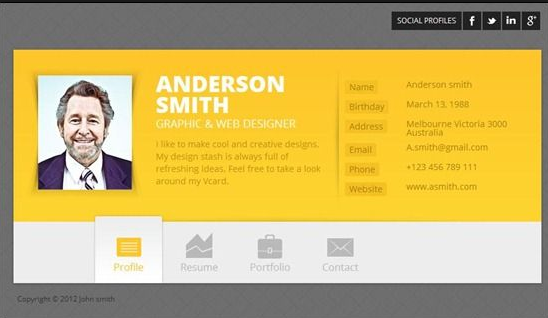 SOCIAL PROFILES
ANDERSON
SMITH
GRAPHIC & WEB DESIGNER
I like to make cool and creative designs.
My design stash is always full of
refreshing ideas. Feel free to take a look
around my Vcard.
Name Anderson smith
Birthday March 13, 1988
Address Melbourne Victoria 3000
Australia
Email A.smith@gmail.com
Phone +123 456 789 111
Website www.asmith.com
Profile Resume Portfolio Contact
Copyright © 2012 John smith